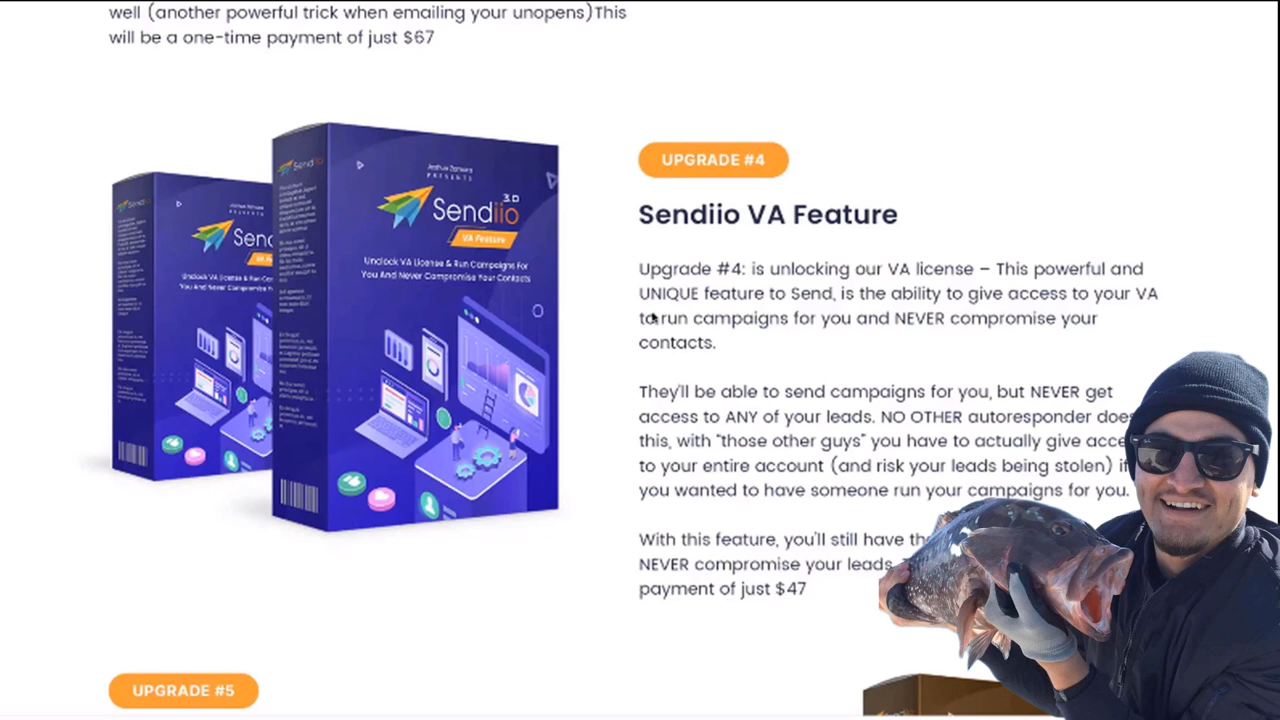 well (another powerful trick when emailing your unopens)This
will be a one-time payment of just $67
Joshua Zamora
PRESENTS
Sendiio
3.0
VA Feature
Unclock VA License & Run Campaigns For
You And Never Compromise Your Contacts
UPGRADE #4
Sendiio VA Feature
Upgrade #4: is unlocking our VA license – This powerful and
UNIQUE feature to Send, is the ability to give access to your VA
to run campaigns for you and NEVER compromise your
contacts.
They'll be able to send campaigns for you, but NEVER get
access to ANY of your leads. NO OTHER autoresponder does
this, with "those other guys" you have to actually give acce
to your entire account (and risk your leads being stolen) if
you wanted to have someone run your campaigns for you.
With this feature, you'll still have th
NEVER compromise your leads.
payment of just $47
UPGRADE #5